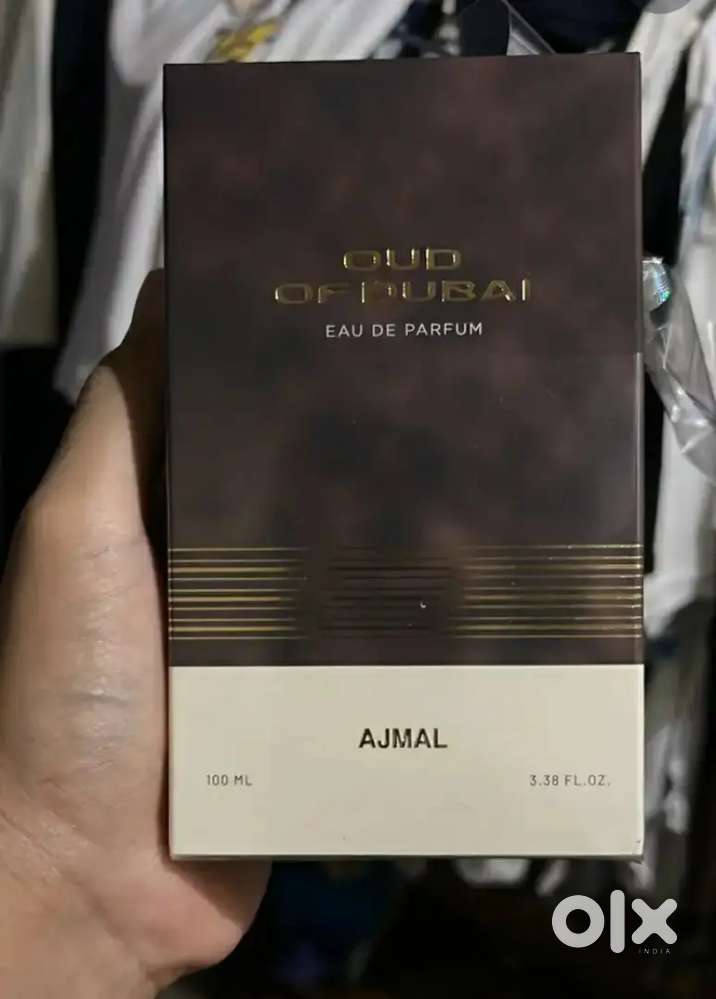 OUD
OF DUBAI
EAU DE PARFUM
AJMAL
100 ML
3.38 FL.OZ.
olx
INDIA